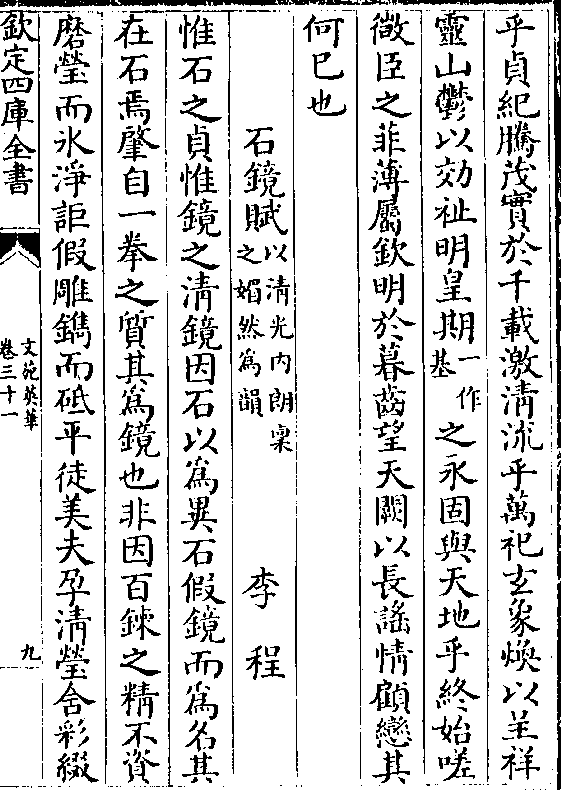 乎貞紀騰茂實於千載激清流乎萬祀玄象煥以呈祥
靈山欝以効祉明皇期一作基之永固與天地乎終始嗟
微臣之菲薄屬欽明於暮齒望天闕以長謡情顧戀其
何已也
石鏡賦以清光内朗禀之媚然為韻 李程
惟石之貞惟鏡之清鏡因石以為異石假鏡而為名其
在石焉肇自一拳之質其為鏡也非因百鍊之精不資
磨瑩而氷淨詎假雕鐫而砥平徒美夫孕清瑩含彩綴
欽定四庫全書
文苑英華
卷三十一
九